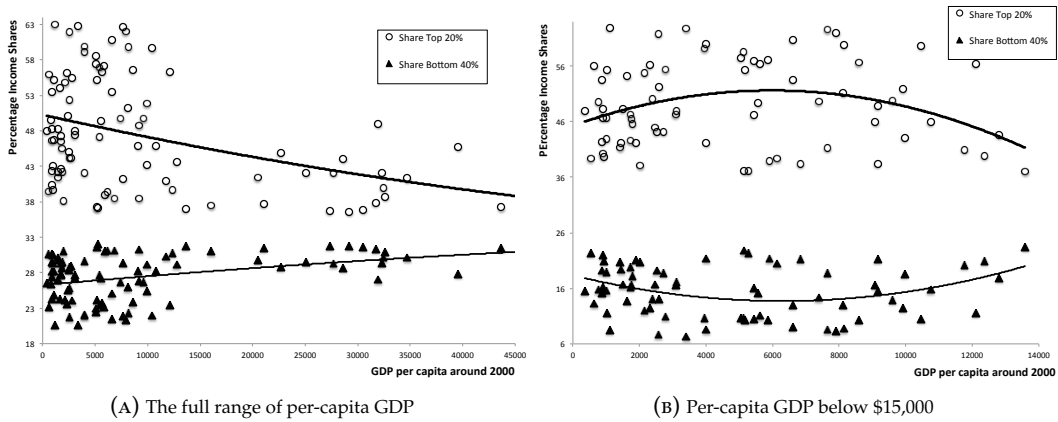 Percentage Income Shares
63
58
53
48
43
38
33
28
23
18
Share Top 20%
Share Bottom 40%
0 5000 10000 15000 20000 25000 30000 35000 40000 45000
GDP per capita around 2000
(A) The full range of per-capita GDP
PErcentage Income Shares
56
46
36
26
16
6
Share Top 20%
Share Bottom 40%
0 2000 4000 6000 8000 10000 12000 14000
GDP per capita around 2000
(B) Per-capita GDP below $15,000